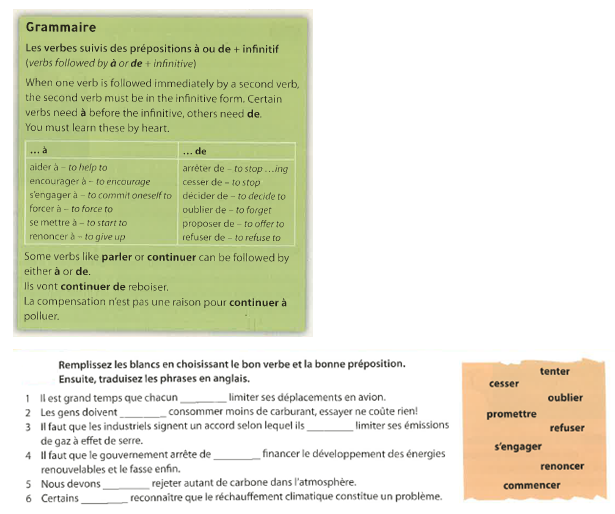 Grammaire
Les verbes suivis des prépositions à ou de + infinitif
(verbs followed by à or de + infinitive)
When one verb is followed immediately by a second verb,
the second verb must be in the infinitive form. Certain
verbs need à before the infinitive, others need de.
You must learn these by heart.
... à
aider à – to help to
encourager à – to encourage
s'engager à – to commit oneself to
forcer à – to force to
se mettre à – to start to
renoncer à – to give up
... de
arrêter de – to stop ...ing
cesser de – to stop
décider de – to decide to
oublier de – to forget
proposer de – to offer to
refuser de – to refuse to
Some verbs like parler or continuer can be followed by
either à or de.
Ils vont continuer de reboiser.
La compensation n'est pas une raison pour continuer à
polluer.
Remplissez les blancs en choisissant le bon verbe et la bonne préposition.
Ensuite, traduisez les phrases en anglais.
1 Il est grand temps que chacun ________ limiter ses déplacements en avion.
2 Les gens doivent ________ consommer moins de carburant, essayer ne coûte rien!
3 Il faut que les industriels signent un accord selon lequel ils ________ limiter ses émissions
de gaz à effet de serre.
4 Il faut que le gouvernement arrête de ________ financer le développement des énergies
renouvelables et le fasse enfin.
5 Nous devons ________ rejeter autant de carbone dans l'atmosphère.
6 Certains ________ reconnaître que le réchauffement climatique constitue un problème.
tenter
cesser
oublier
promettre
refuser
s'engager
renoncer
commencer